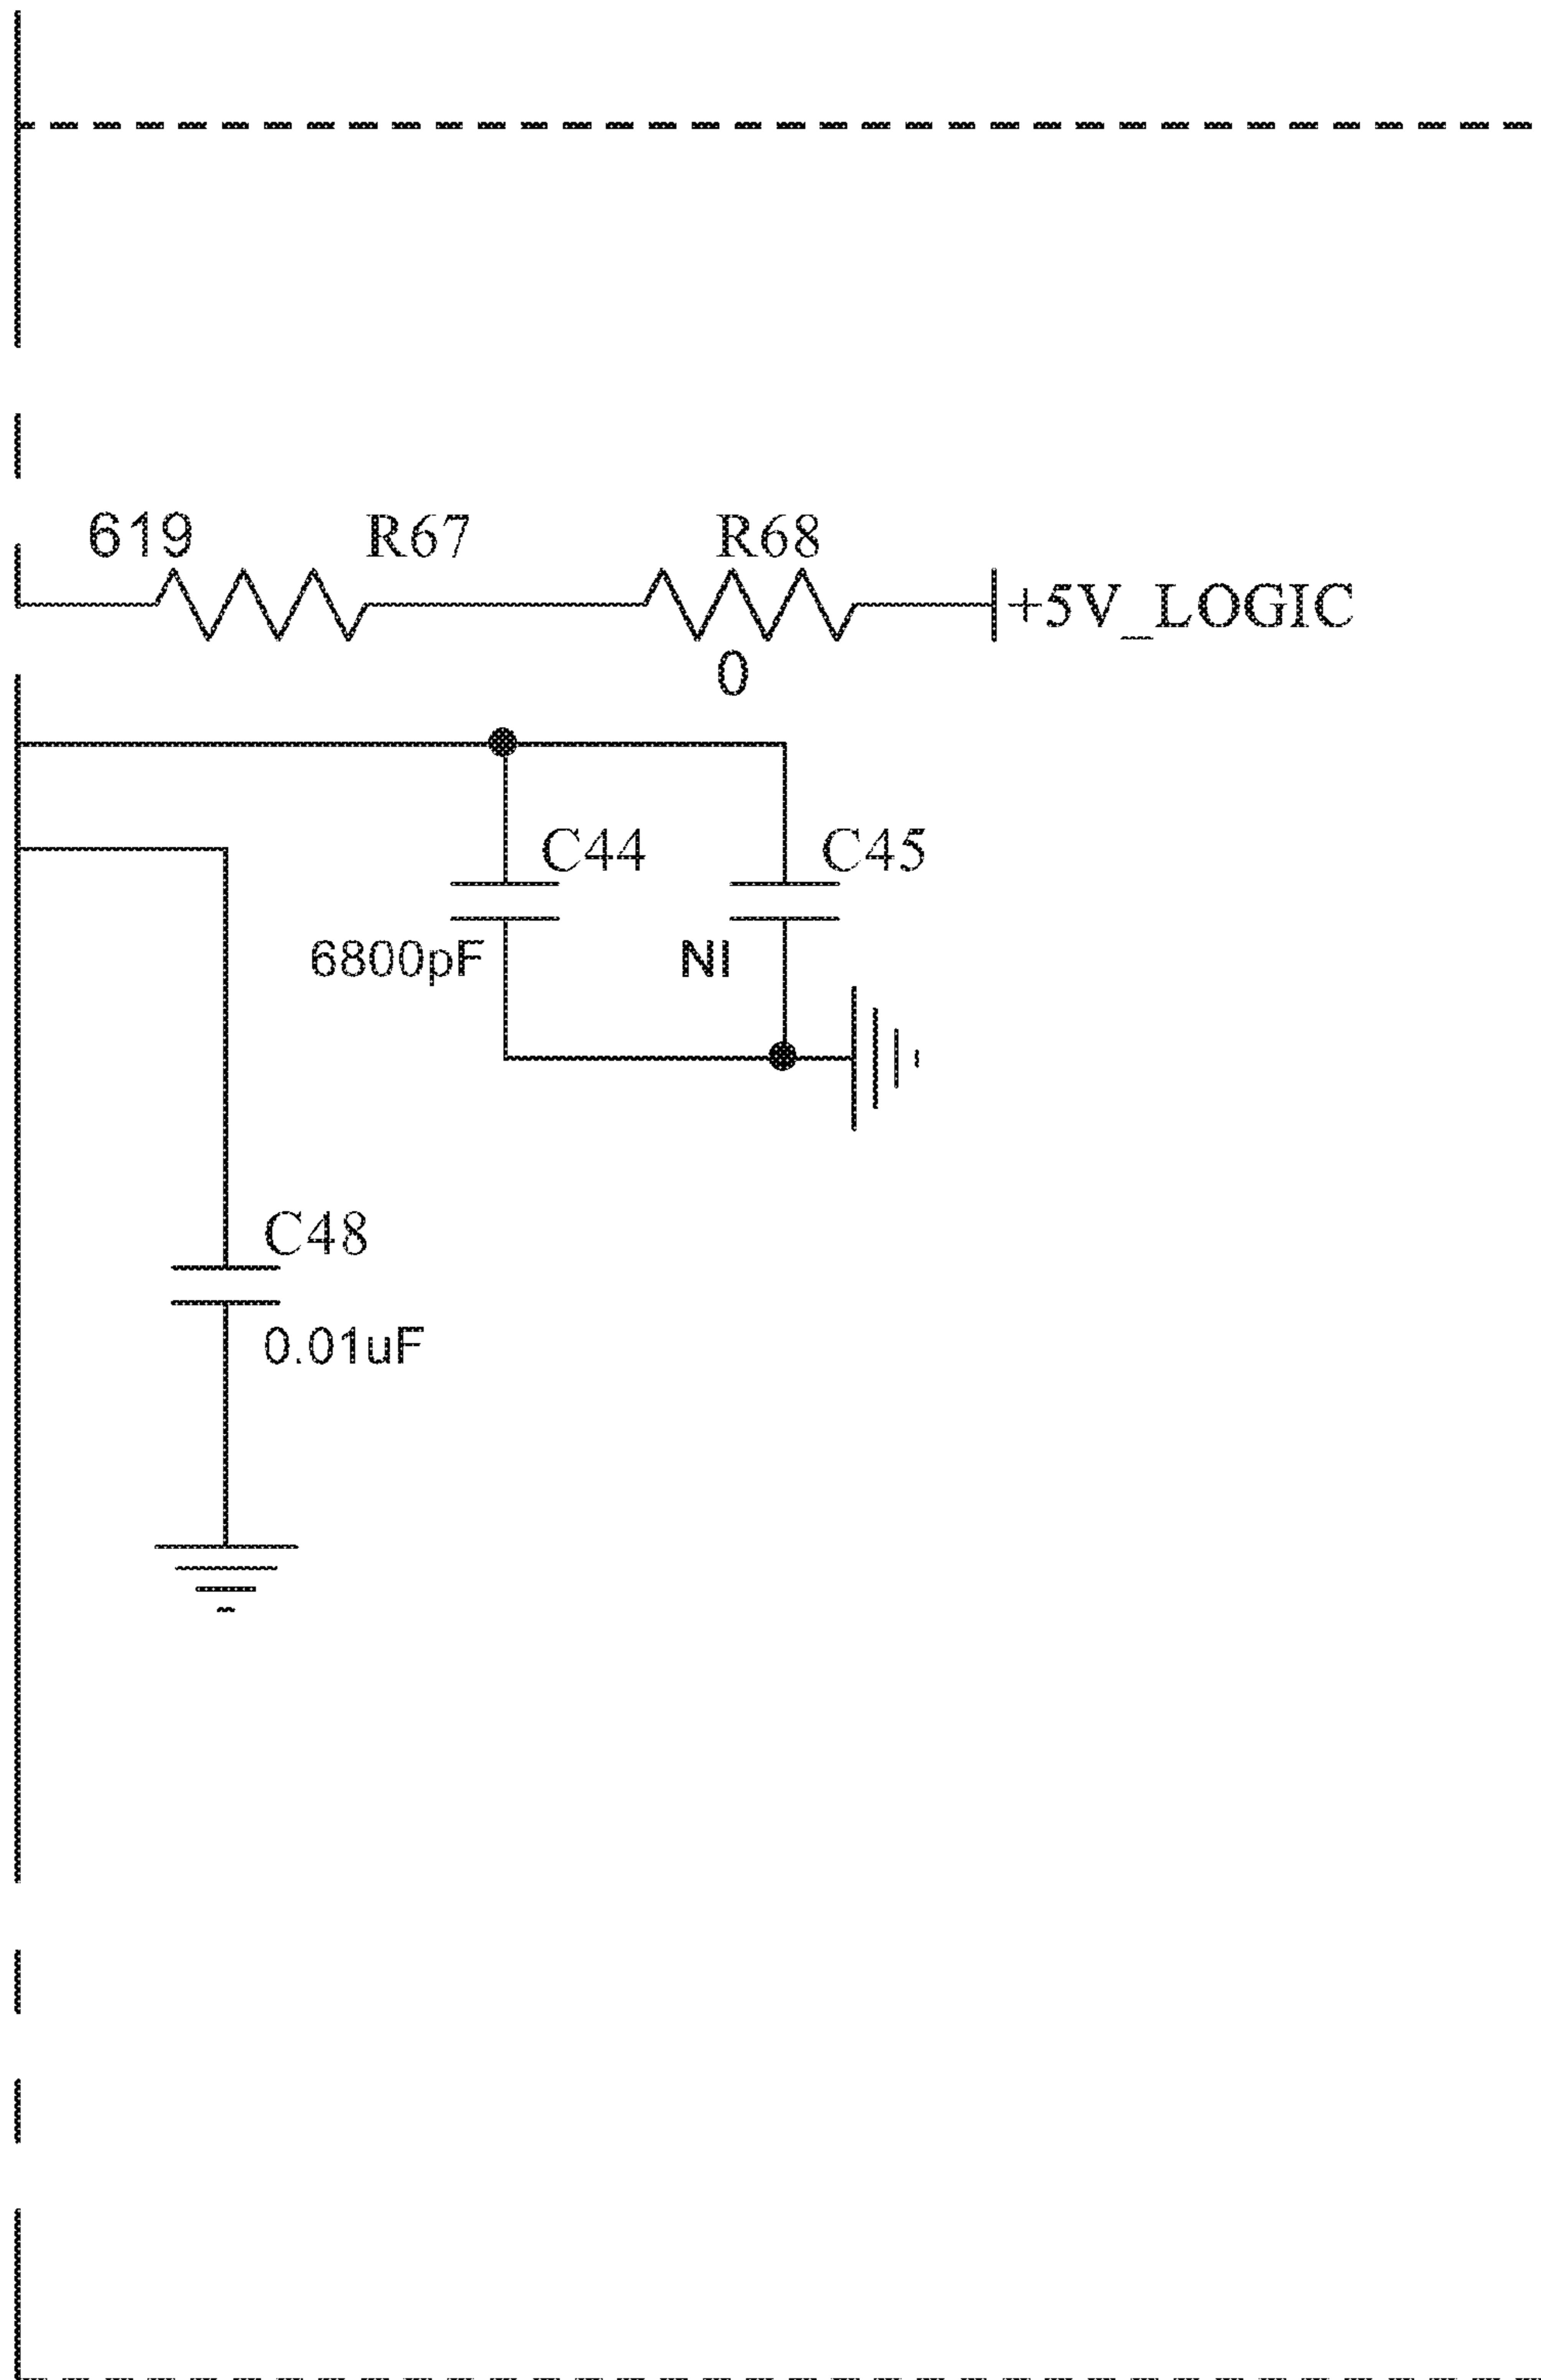 619 R67 R68
+5V_LOGIC
0
C44 C45
6800pF NI
C48
0.01uF